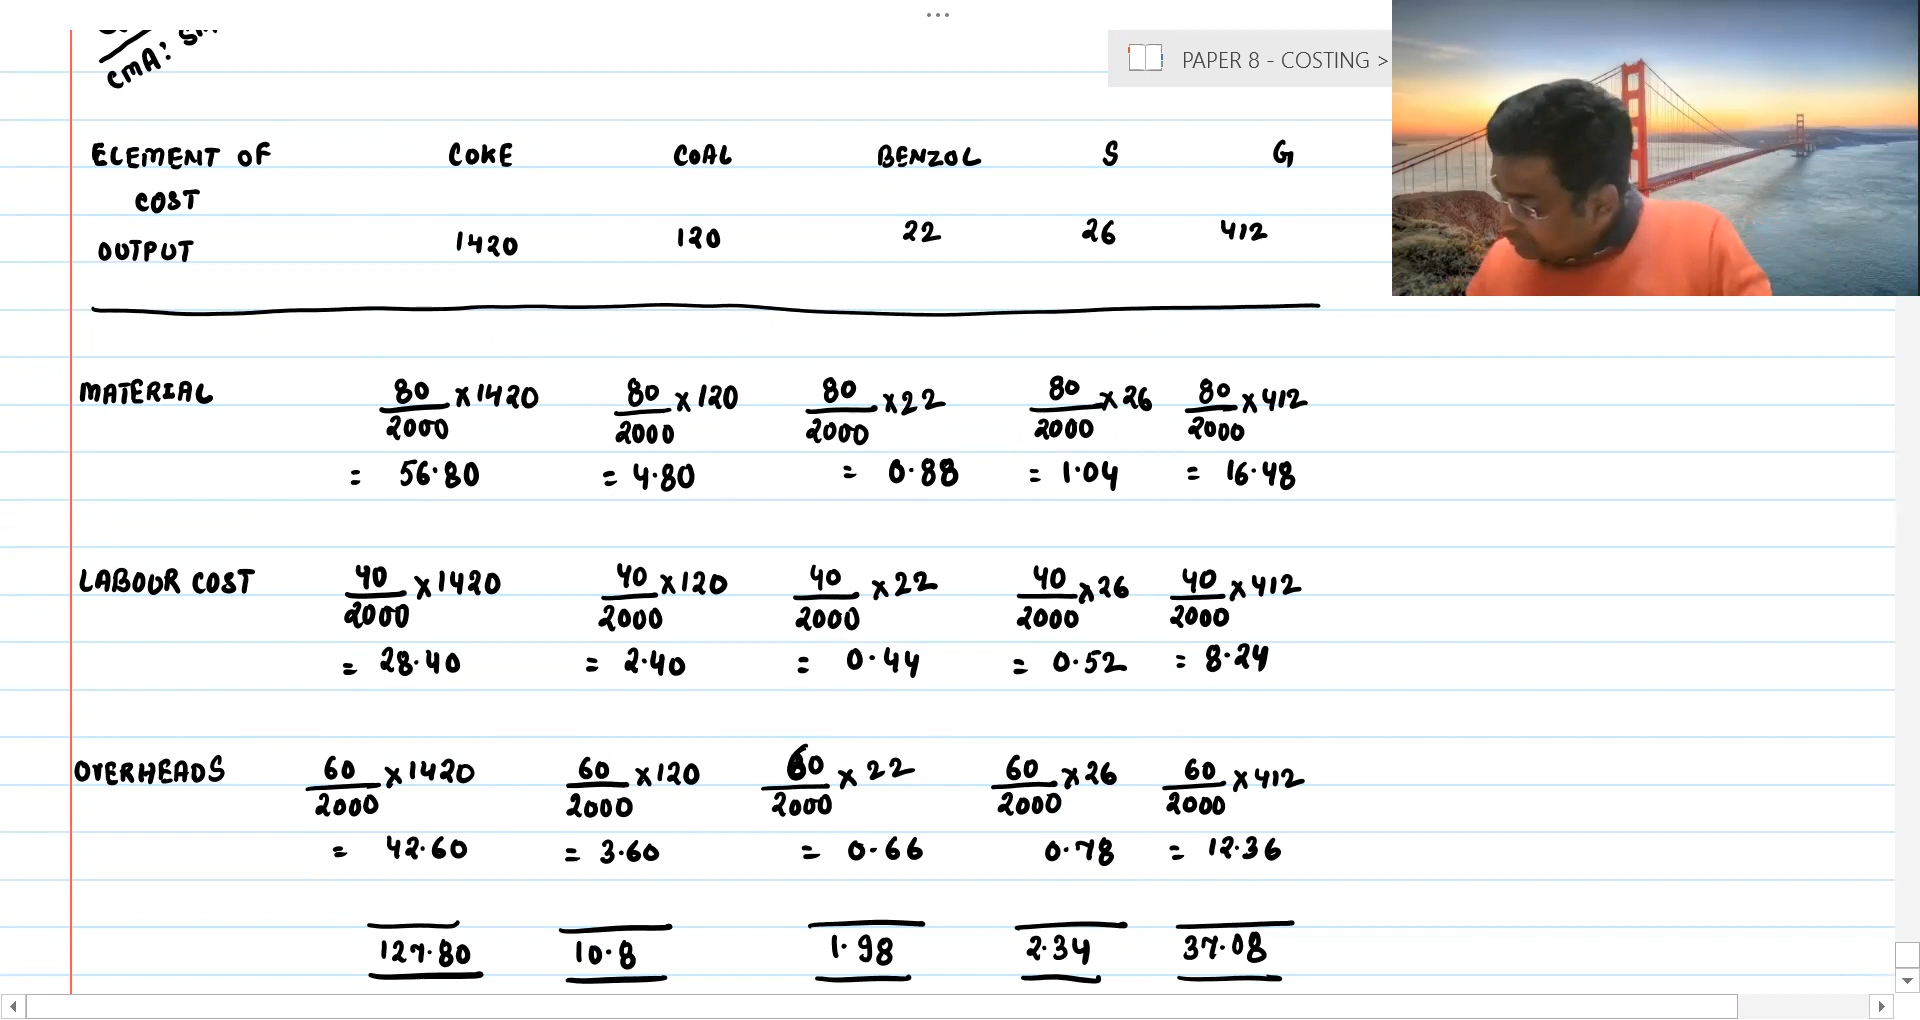 CMA:
PAPER 8 - COSTING >
ELEMENT OF COKE COAL BENZOL S G
COST
OUTPUT 1420 120 22 26 412
MATERIAL 80/2000 × 1420 80/2000 × 120 80/2000 × 22 80/2000 × 26 80/2000 × 412
= 56.80 = 4.80 = 0.88 = 1.04 = 16.48
LABOUR COST 40/2000 × 1420 40/2000 × 120 40/2000 × 22 40/2000 × 26 40/2000 × 412
= 28.40 = 2.40 = 0.44 = 0.52 = 8.24
OVERHEADS 60/2000 × 1420 60/2000 × 120 60/2000 × 22 60/2000 × 26 60/2000 × 412
= 42.60 = 3.60 = 0.66 0.78 = 12.36
127.80 10.8 1.98 2.34 37.08